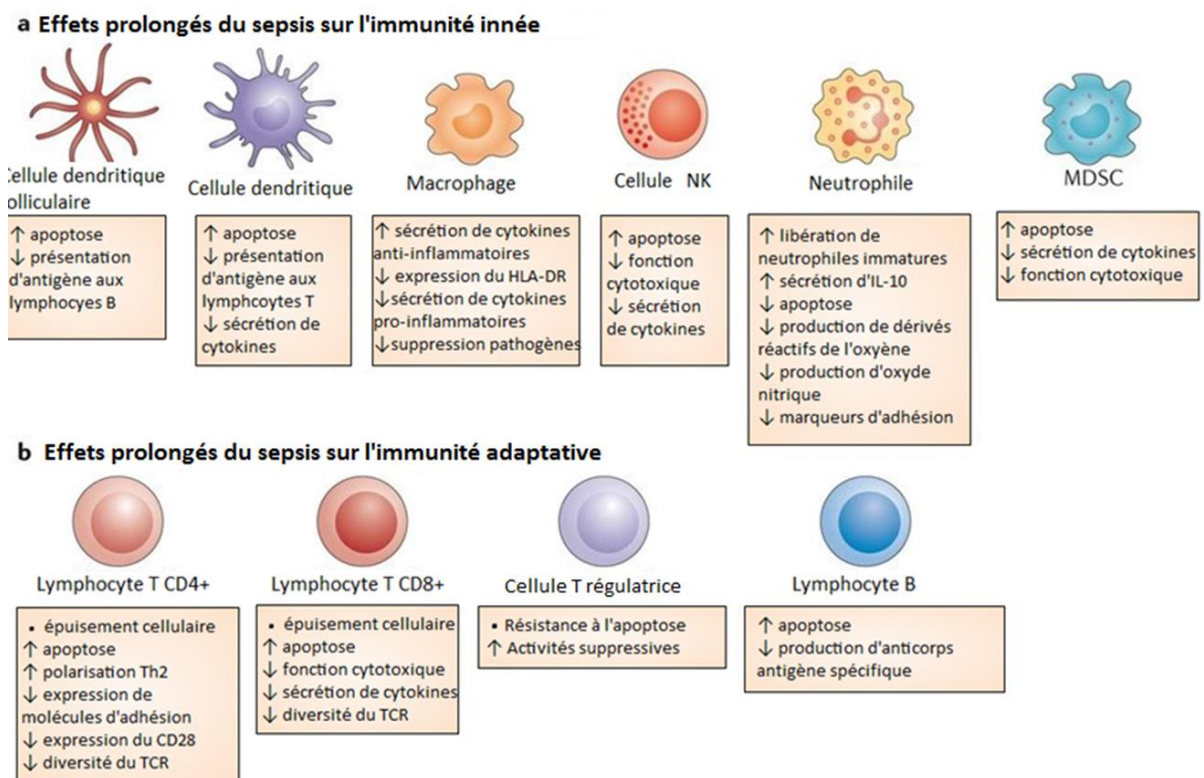 a Effets prolongés du sepsis sur l'immunité innée
Cellule dendritique
olliculaire
↑ apoptose
↓ présentation
d'antigène aux
lymphocyes B
Cellule dendritique
↑ apoptose
↓ présentation
d'antigène aux
lymphcoytes T
↓ sécrétion de
cytokines
Macrophage
↑ sécrétion de cytokines
anti-inflammatoires
↓ expression du HLA-DR
↓sécrétion de cytokines
pro-inflammatoires
↓suppression pathogènes
Cellule NK
↑ apoptose
↓ fonction
cytotoxique
↓ sécrétion
de cytokines
Neutrophile
↑ libération de
neutrophiles immatures
↑ sécrétion d'IL-10
↓ apoptose
↓ production de dérivés
réactifs de l'oxyène
↓ production d'oxyde
nitrique
↓ marqueurs d'adhésion
MDSC
↑ apoptose
↓ sécrétion de cytokines
↓ fonction cytotoxique
b Effets prolongés du sepsis sur l'immunité adaptative
Lymphocyte T CD4+
• épuisement cellulaire
↑ apoptose
↑ polarisation Th2
↓ expression de
molécules d'adhésion
↓ expression du CD28
↓ diversité du TCR
Lymphocyte T CD8+
• épuisement cellulaire
↑ apoptose
↓ fonction cytotoxique
↓ sécrétion de cytokines
↓ diversité du TCR
Cellule T régulatrice
• Résistance à l'apoptose
↑ Activités suppressives
Lymphocyte B
↑ apoptose
↓ production d'anticorps
antigène spécifique